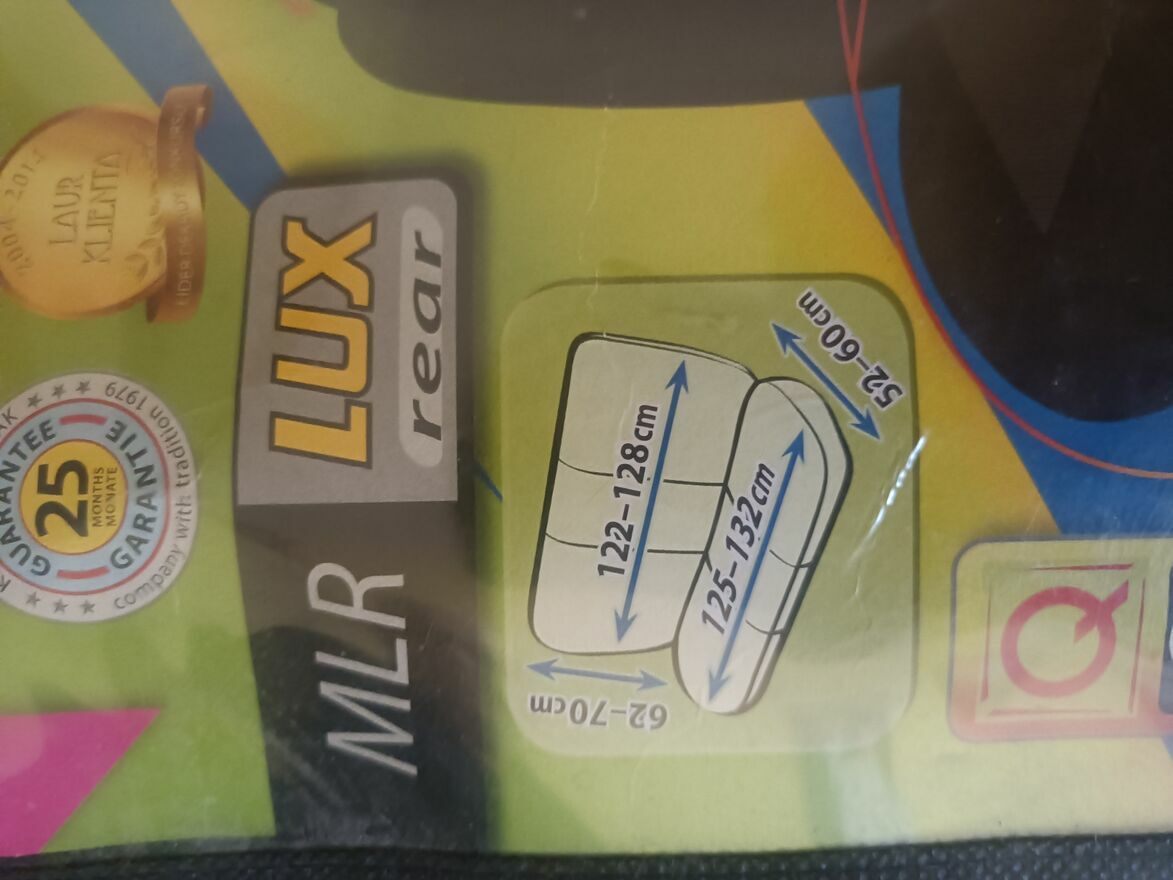 2004 2013
LAUR
KLIENTA
GUARANTEE
25
MONTHS
MONATE
GARANTIE
company with tradition 1979
MLR
LUX
rear
62-70cm
122-128cm
125-132cm
52-60cm
Q